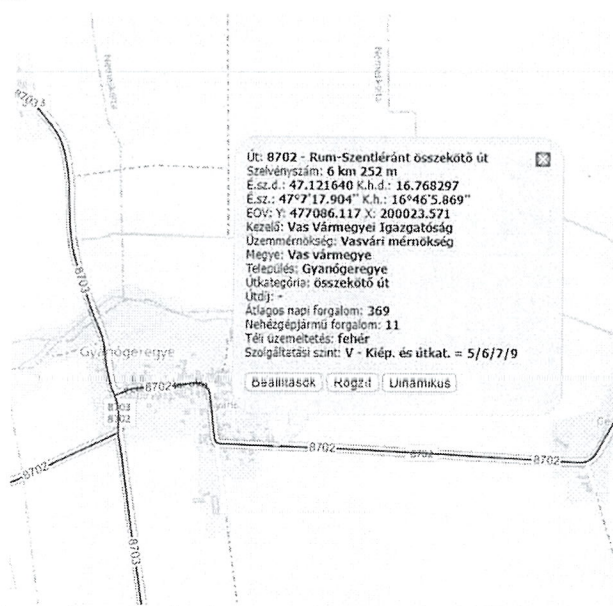 87033
Nemeskolta
Nemeskolta
Út: 8702 - Rum-Szentléránt összekötő út
Szelvényszám: 6 km 252 m
É.sz.d.: 47.121640 K.h.d.: 16.768297
É.sz.: 47°7'17.904" K.h.: 16°46'5.869"
EOV: Y: 477086.117 X: 200023.571
Kezelő: Vas Vármegyei Igazgatóság
Üzemmérnökség: Vasvári mérnökség
Megye: Vas vármegye
Település: Gyanógeregye
Útkategória: összekötő út
Útdíj: -
Átlagos napi forgalom: 369
Nehézgépjármű forgalom: 11
Téli üzemeltetés: fehér
Szolgáltatási szint: V - Kiép. és útkat. = 5/6/7/9
Beállítások Rögzít Dinamikus
8703
Gyanógeregye
8702
8703
8702
8702
8702
8702
8702
8703